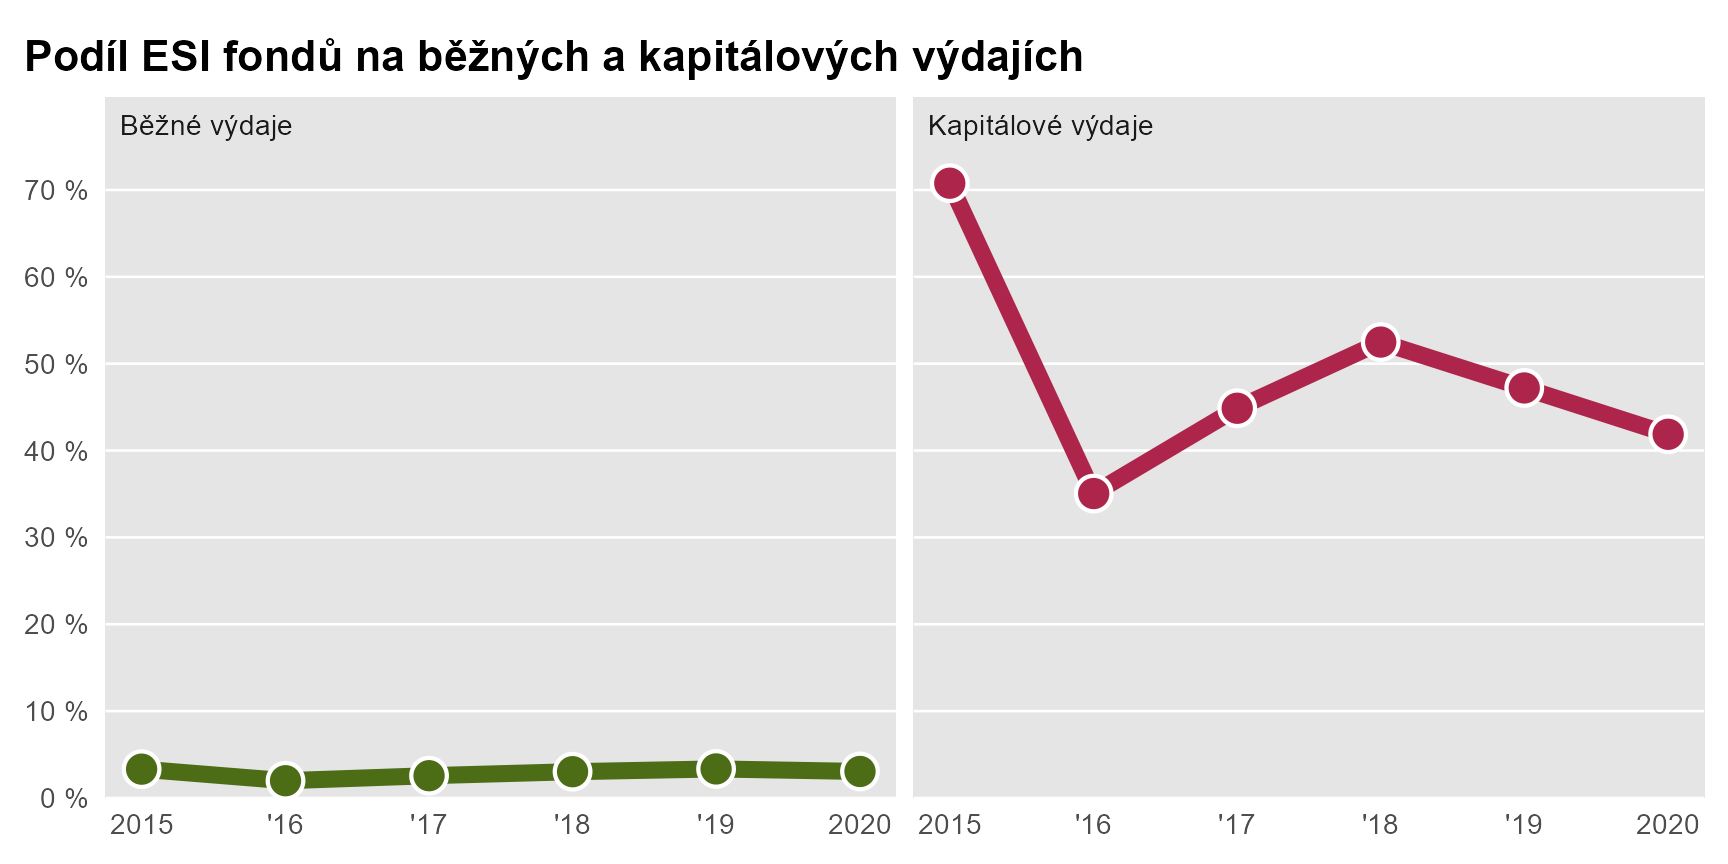 Podíl ESI fondů na běžných a kapitálových výdajích
Běžné výdaje
Kapitálové výdaje
70 %
60 %
50 %
40 %
30 %
20 %
10 %
0 %
2015 '16 '17 '18 '19 2020
2015 '16 '17 '18 '19 2020